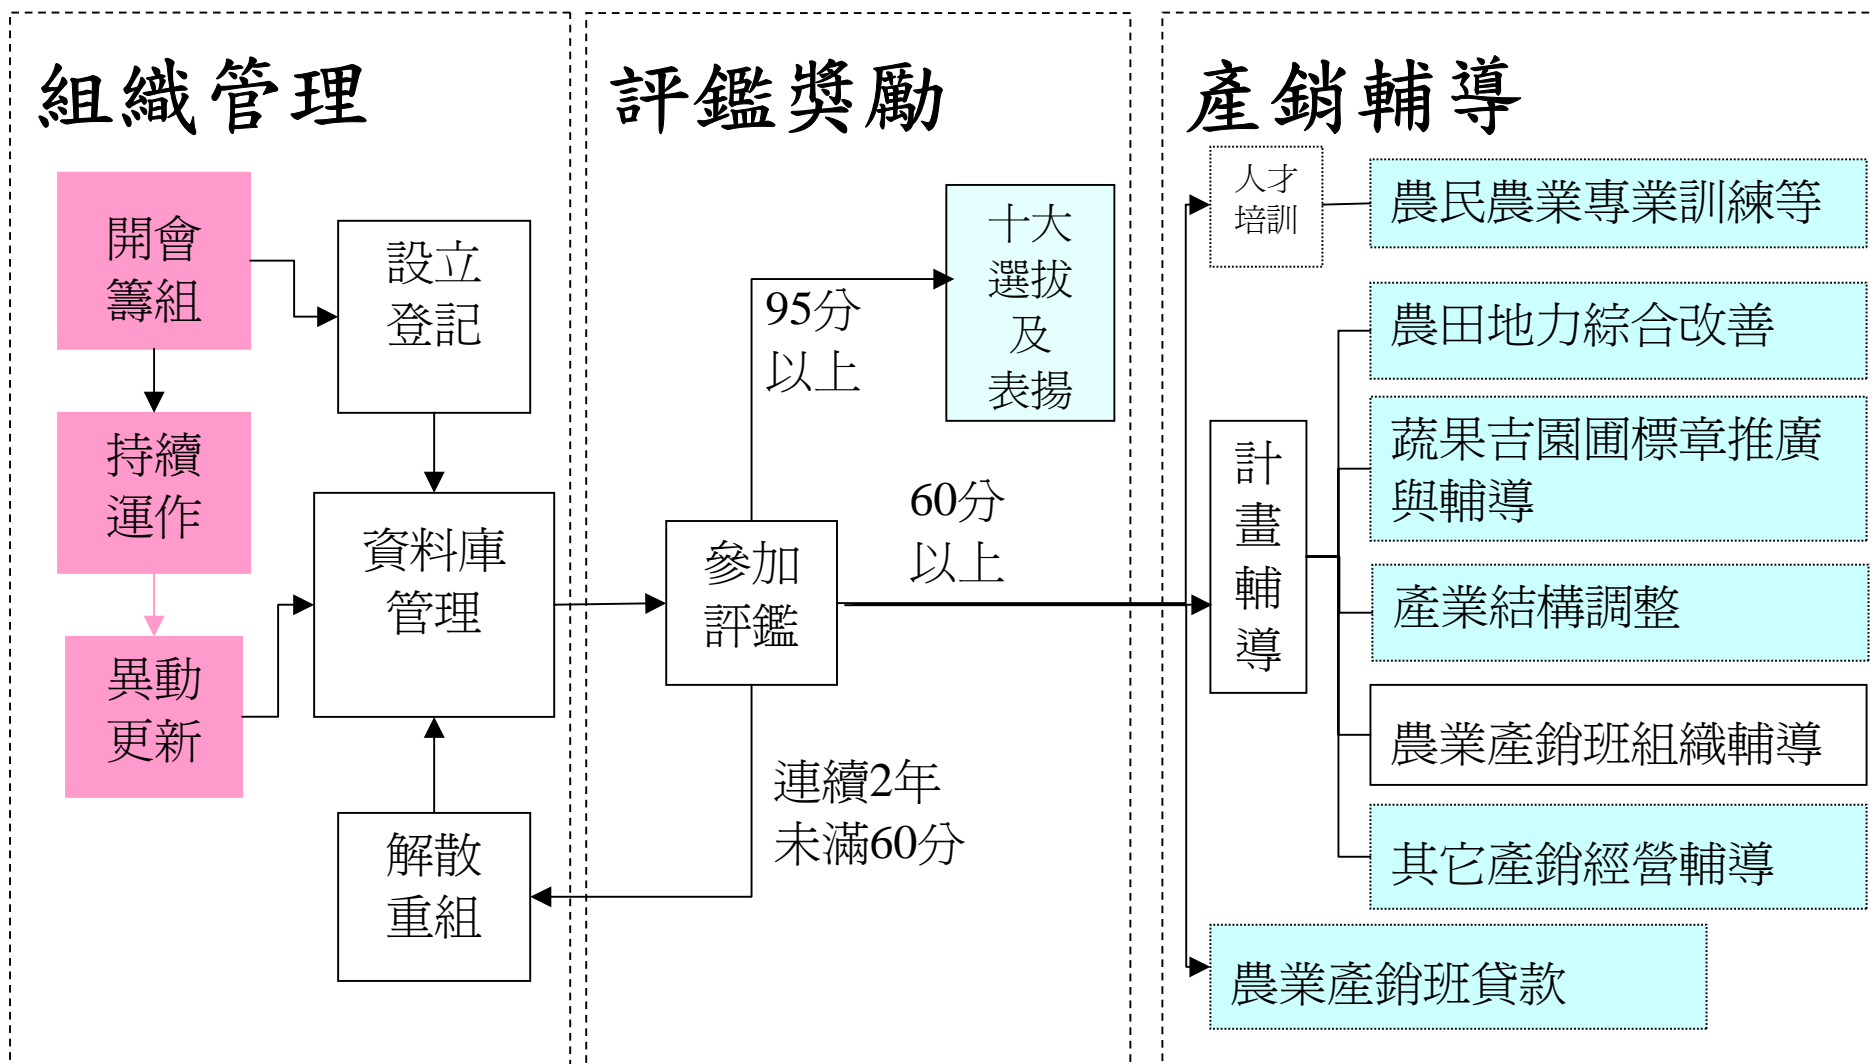 組織管理
開會
籌組
設立
登記
持續
運作
資料庫
管理
異動
更新
解散
重組
評鑑獎勵
十大
選拔
及
表揚
95分
以上
60分
以上
參加
評鑑
連續2年
未滿60分
產銷輔導
人才
培訓
農民農業專業訓練等
計
畫
輔
導
農田地力綜合改善
蔬果吉園圃標章推廣
與輔導
產業結構調整
農業產銷班組織輔導
其它產銷經營輔導
農業產銷班貸款